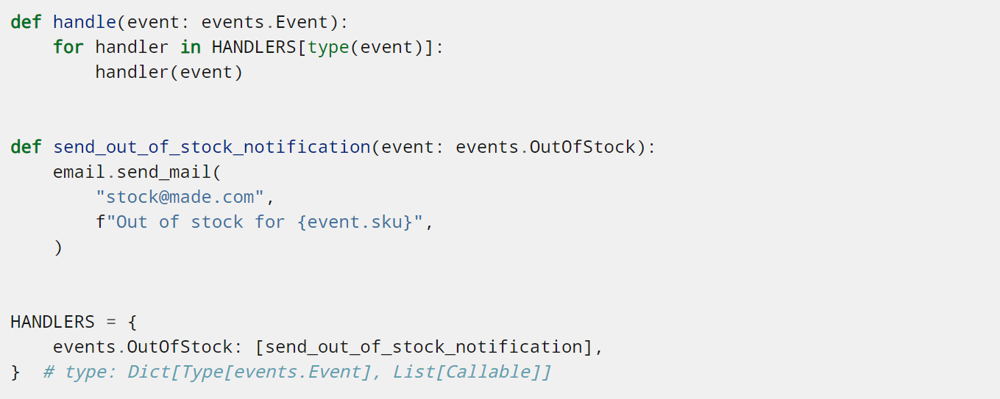 def handle(event: events.Event):
    for handler in HANDLERS[type(event)]:
        handler(event)
def send_out_of_stock_notification(event: events.OutOfStock):
    email.send_mail(
        "stock@made.com",
        f"Out of stock for {event.sku}",
    )
HANDLERS = {
    events.OutOfStock: [send_out_of_stock_notification],
}  # type: Dict[Type[events.Event], List[Callable]]